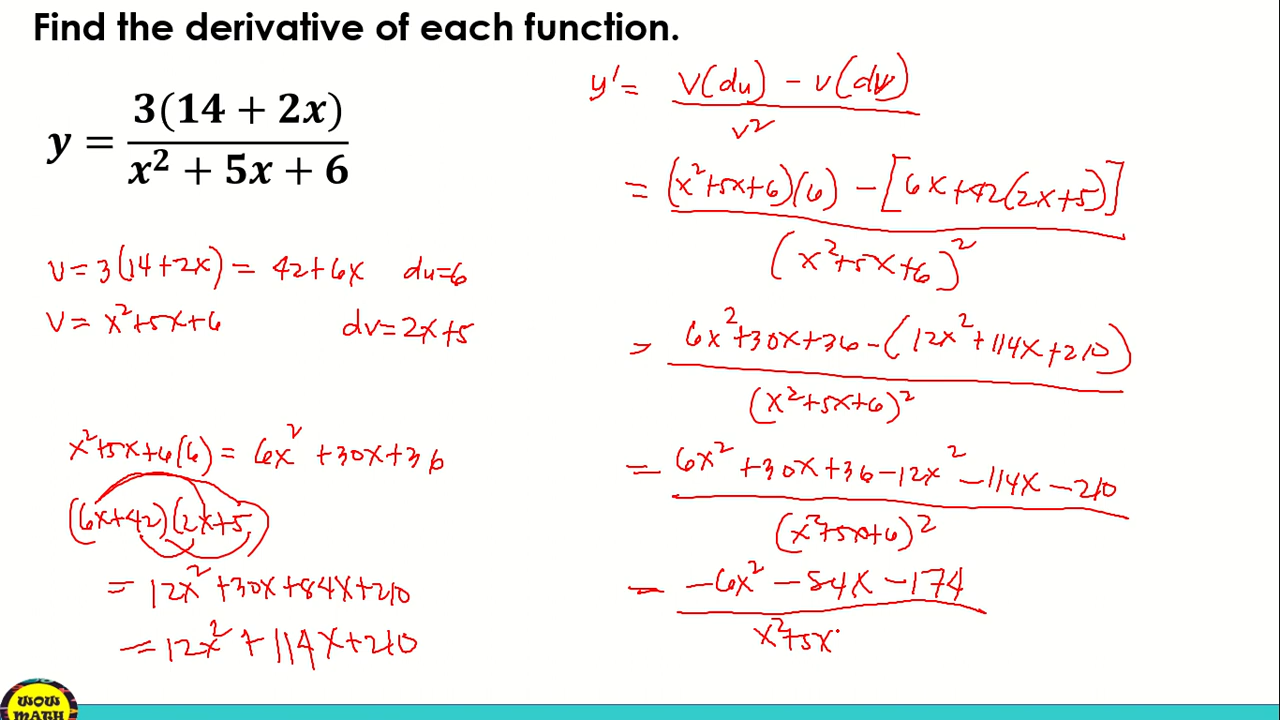 Find the derivative of each function.
y = 3(14 + 2x) / x² + 5x + 6
U = 3(14+2x) = 42+6x du=6
V = x²+5x+6 dv=2x+5
x²+5x+6(6) = 6x² +30x+36
(6x+42)(2x+5)
= 12x² +30x+84x+210
= 12x² + 114x+210
y' = v(du) - v(dv) / v²
= (x²+5x+6)(6) - [6x+42(2x+5)] / (x²+5x+6)²
= 6x²+30x+36-(12x²+114x+210) / (x²+5x+6)²
= 6x² +30x+36-12x² -114x -210 / (x²+5x+6)²
= -6x² -54x -174 / x²+5x
WOW
MATH